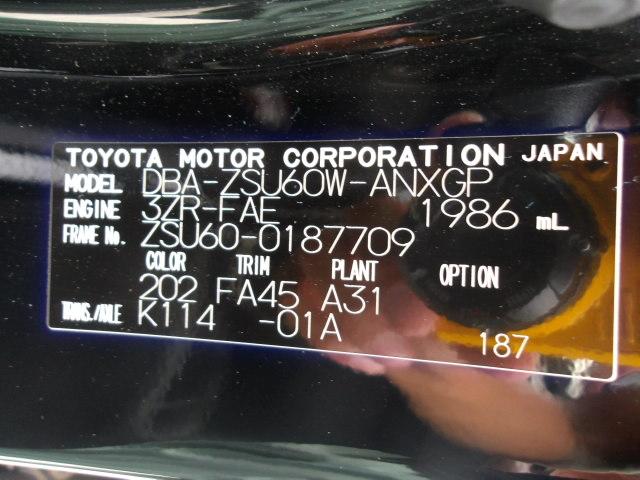 TOYOTA MOTOR CORPORATION JAPAN
MODEL DBA-ZSU60W-ANXGP
ENGINE 3ZR-FAE 1986 mL
FRAME No. ZSU60-0187709
COLOR TRIM PLANT OPTION
202 FA45 A31
TRANS./AXLE K114 -01A
187